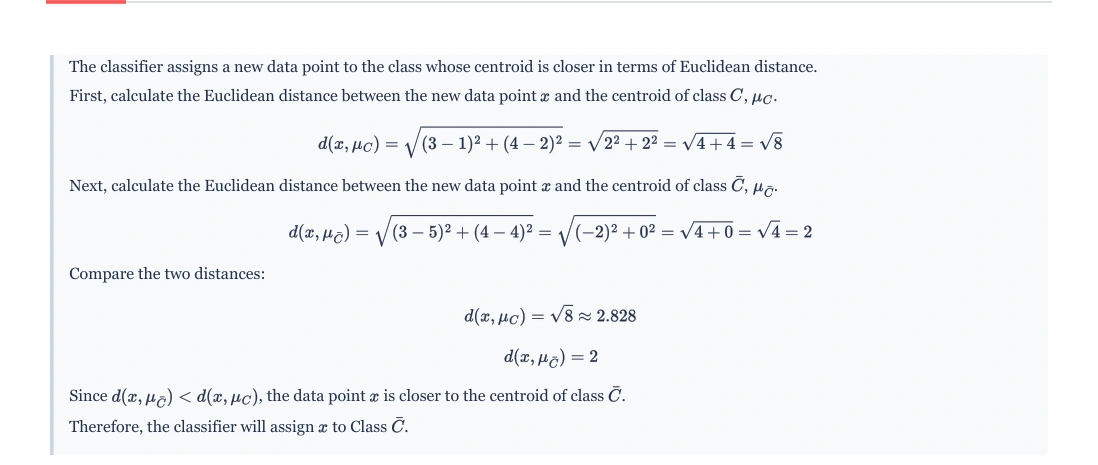 The classifier assigns a new data point to the class whose centroid is closer in terms of Euclidean distance.
First, calculate the Euclidean distance between the new data point x and the centroid of class C, μ_C.
d(x, μ_C) = √((3 − 1)² + (4 − 2)²) = √(2² + 2²) = √(4 + 4) = √8
Next, calculate the Euclidean distance between the new data point x and the centroid of class C̄, μ_C̄.
d(x, μ_C̄) = √((3 − 5)² + (4 − 4)²) = √((−2)² + 0²) = √(4 + 0) = √4 = 2
Compare the two distances:
d(x, μ_C) = √8 ≈ 2.828
d(x, μ_C̄) = 2
Since d(x, μ_C̄) < d(x, μ_C), the data point x is closer to the centroid of class C̄.
Therefore, the classifier will assign x to Class C̄.